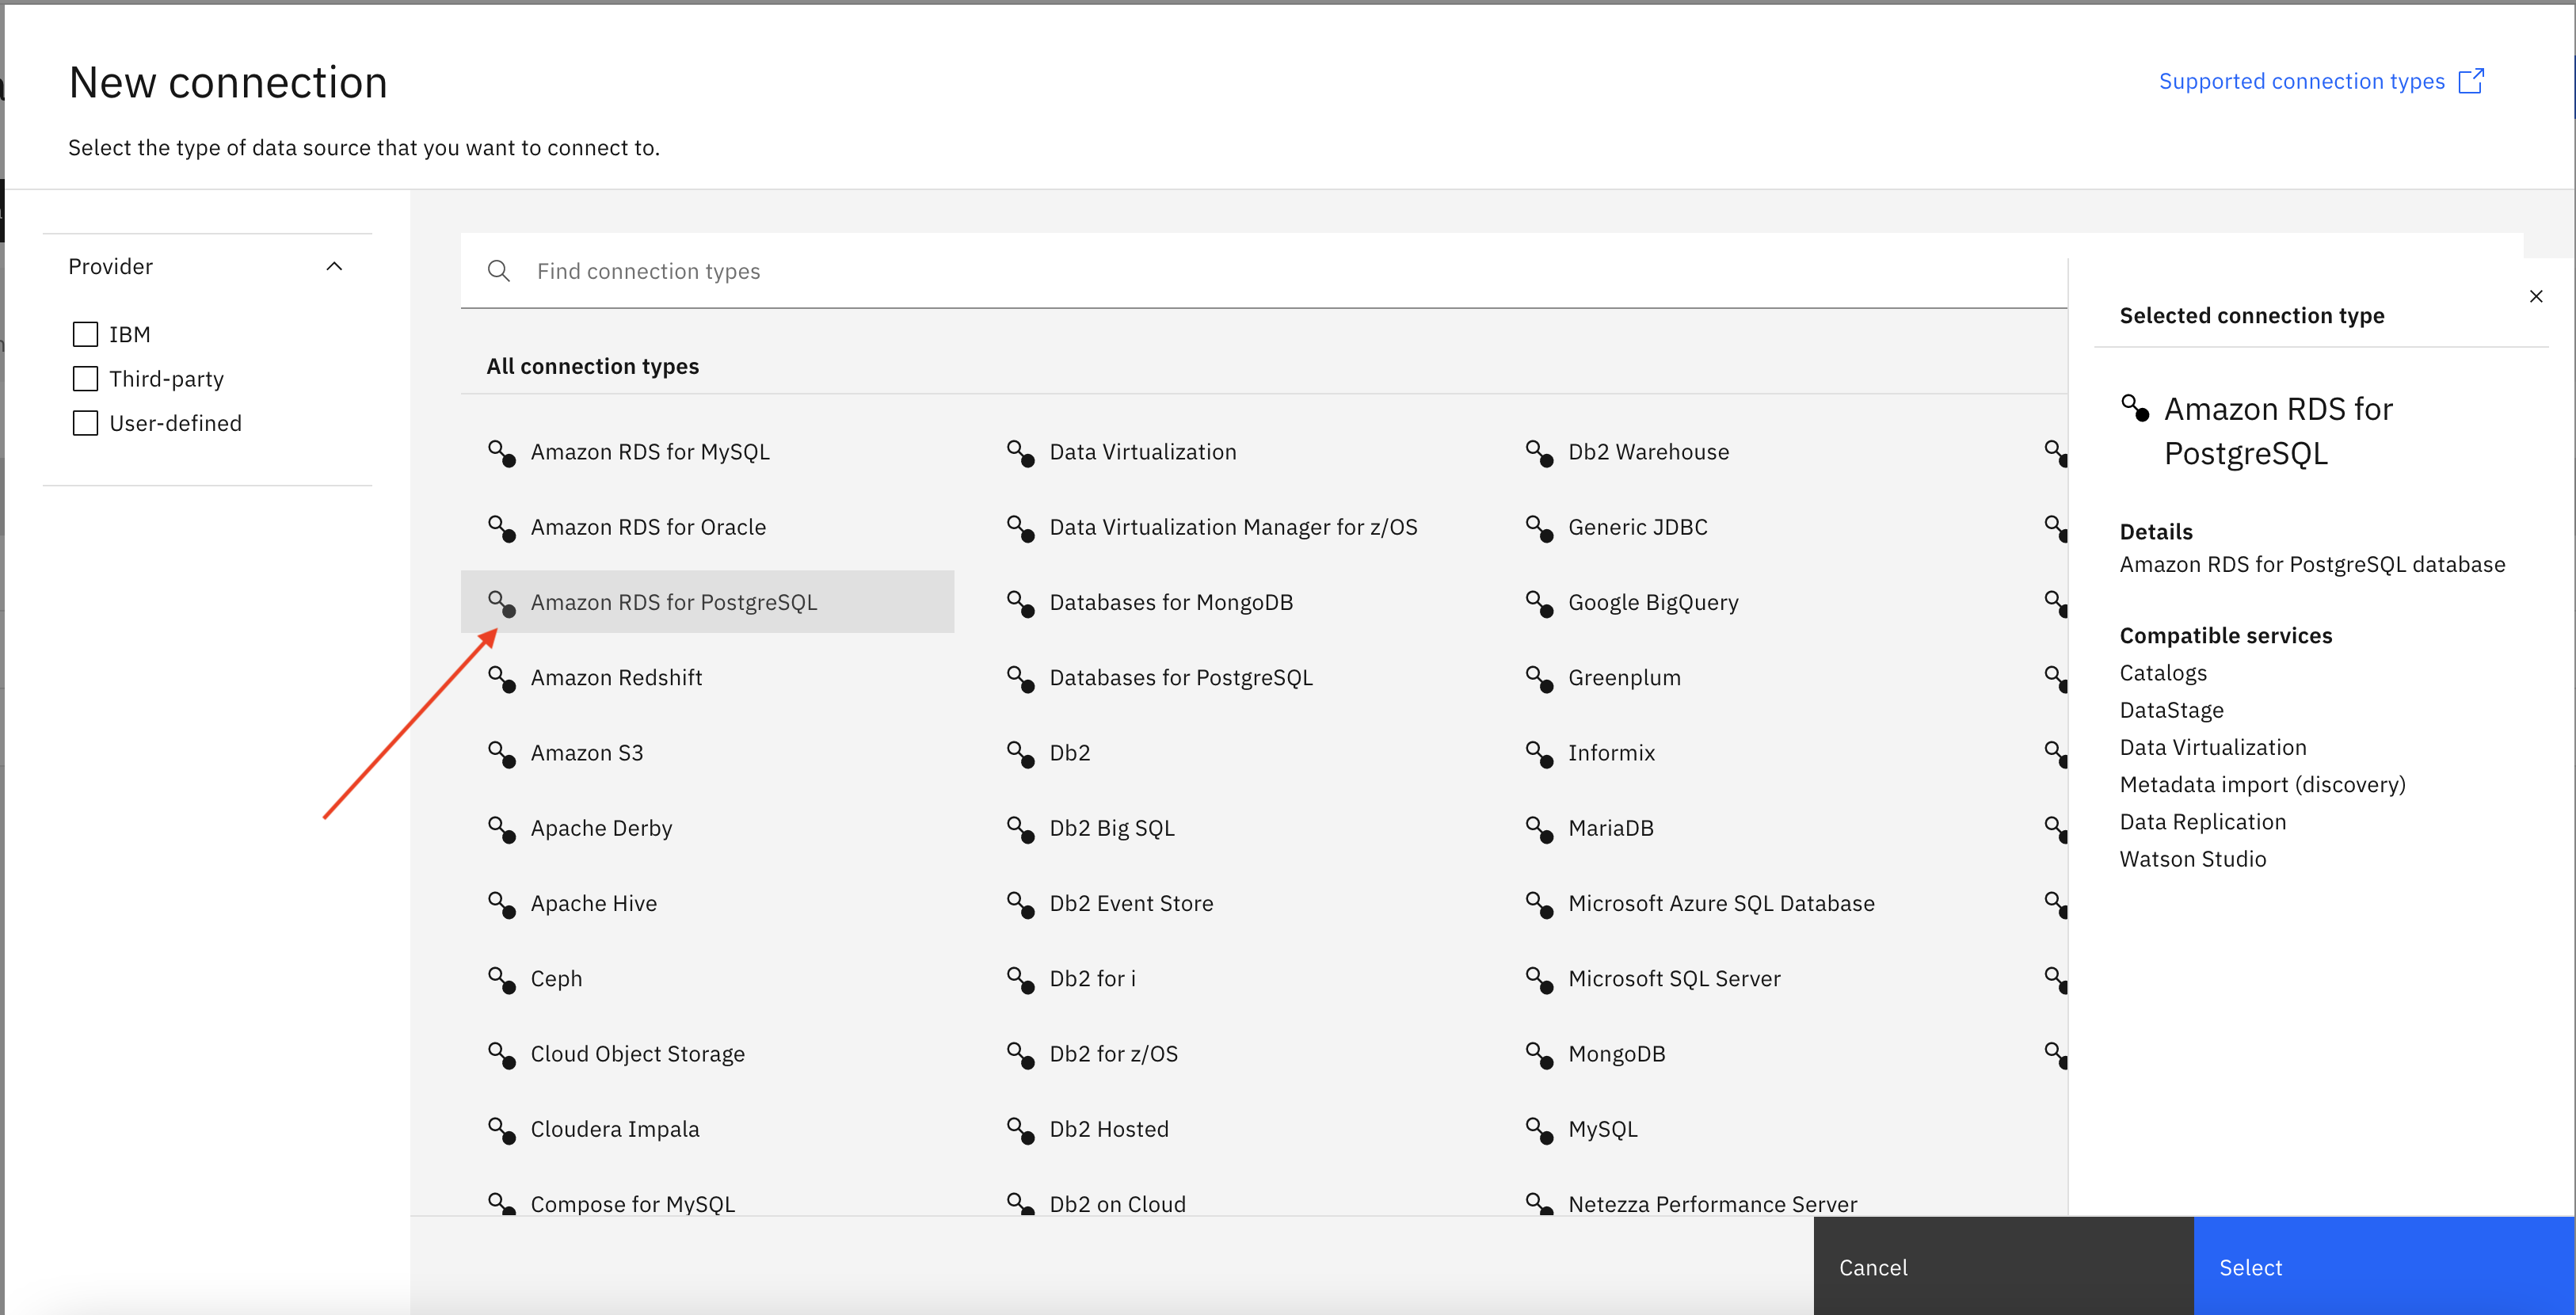 New connection
Supported connection types
Select the type of data source that you want to connect to.
Provider
IBM
Third-party
User-defined
Find connection types
All connection types
Amazon RDS for MySQL
Amazon RDS for Oracle
Amazon RDS for PostgreSQL
Amazon Redshift
Amazon S3
Apache Derby
Apache Hive
Ceph
Cloud Object Storage
Cloudera Impala
Compose for MySQL
Data Virtualization
Data Virtualization Manager for z/OS
Databases for MongoDB
Databases for PostgreSQL
Db2
Db2 Big SQL
Db2 Event Store
Db2 for i
Db2 for z/OS
Db2 Hosted
Db2 on Cloud
Db2 Warehouse
Generic JDBC
Google BigQuery
Greenplum
Informix
MariaDB
Microsoft Azure SQL Database
Microsoft SQL Server
MongoDB
MySQL
Netezza Performance Server
Selected connection type
Amazon RDS for
PostgreSQL
Details
Amazon RDS for PostgreSQL database
Compatible services
Catalogs
DataStage
Data Virtualization
Metadata import (discovery)
Data Replication
Watson Studio
Cancel
Select